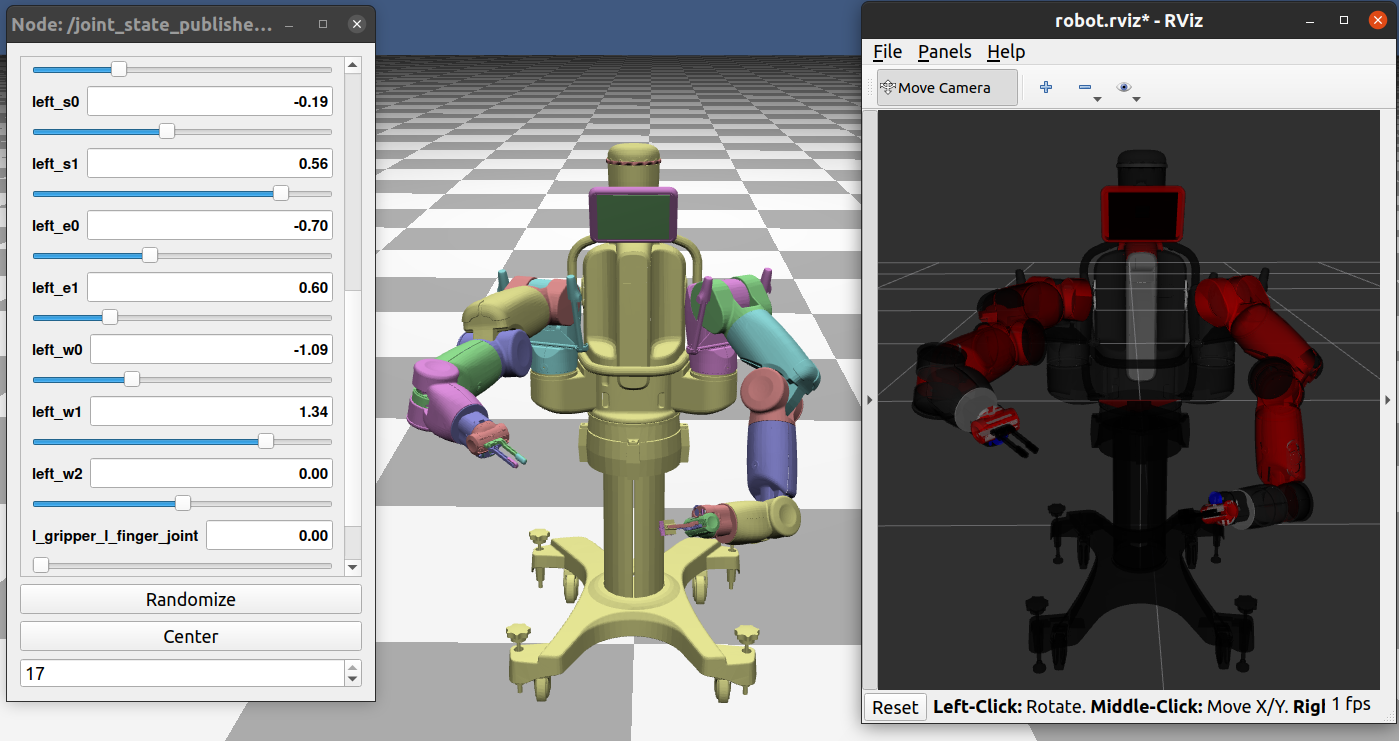 Node: /joint_state_publishe...
left_s0 -0.19
left_s1 0.56
left_e0 -0.70
left_e1 0.60
left_w0 -1.09
left_w1 1.34
left_w2 0.00
l_gripper_l_finger_joint 0.00
Randomize
Center
17
robot.rviz* - RViz
File Panels Help
Move Camera
Reset Left-Click: Rotate. Middle-Click: Move X/Y. Rigl 1 fps